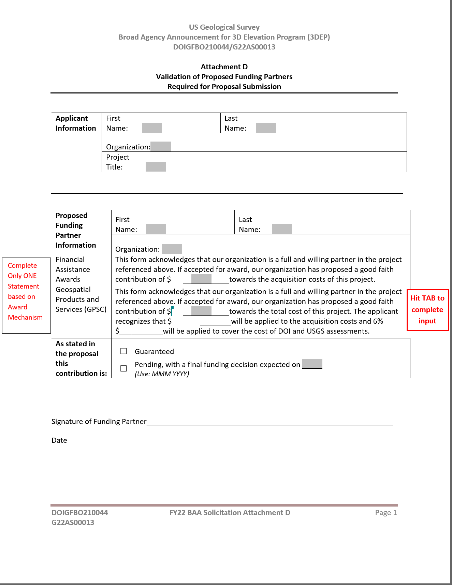 US Geological Survey
Broad Agency Announcement for 3D Elevation Program (3DEP)
DOIGFBO210044/G22AS00013
Attachment D
Validation of Proposed Funding Partners
Required for Proposal Submission
Applicant
Information
First
Name:
Last
Name:
Organization:
Project
Title:
Proposed
Funding
Partner
Information
First
Name:
Last
Name:
Organization:
Complete
Only ONE
Statement
based on
Award
Mechanism
Financial
Assistance
Awards
This form acknowledges that our organization is a full and willing partner in the project
referenced above. If accepted for award, our organization has proposed a good faith
contribution of $ ____towards the acquisition costs of this project.
Geospatial
Products and
Services (GPSC)
This form acknowledges that our organization is a full and willing partner in the project
referenced above. If accepted for award, our organization has proposed a good faith
contribution of $ ____towards the total cost of this project. The applicant
recognizes that $ ________ will be applied to the acquisition costs and 6%
$________ will be applied to cover the cost of DOI and USGS assessments.
Hit TAB to
complete
input
As stated in
the proposal
this
contribution is:
☐ Guaranteed
☐ Pending, with a final funding decision expected on
(Use: MMM YYYY)
Signature of Funding Partner
Date
DOIGFBO210044
G22AS00013
FY22 BAA Solicitation Attachment D
Page 1